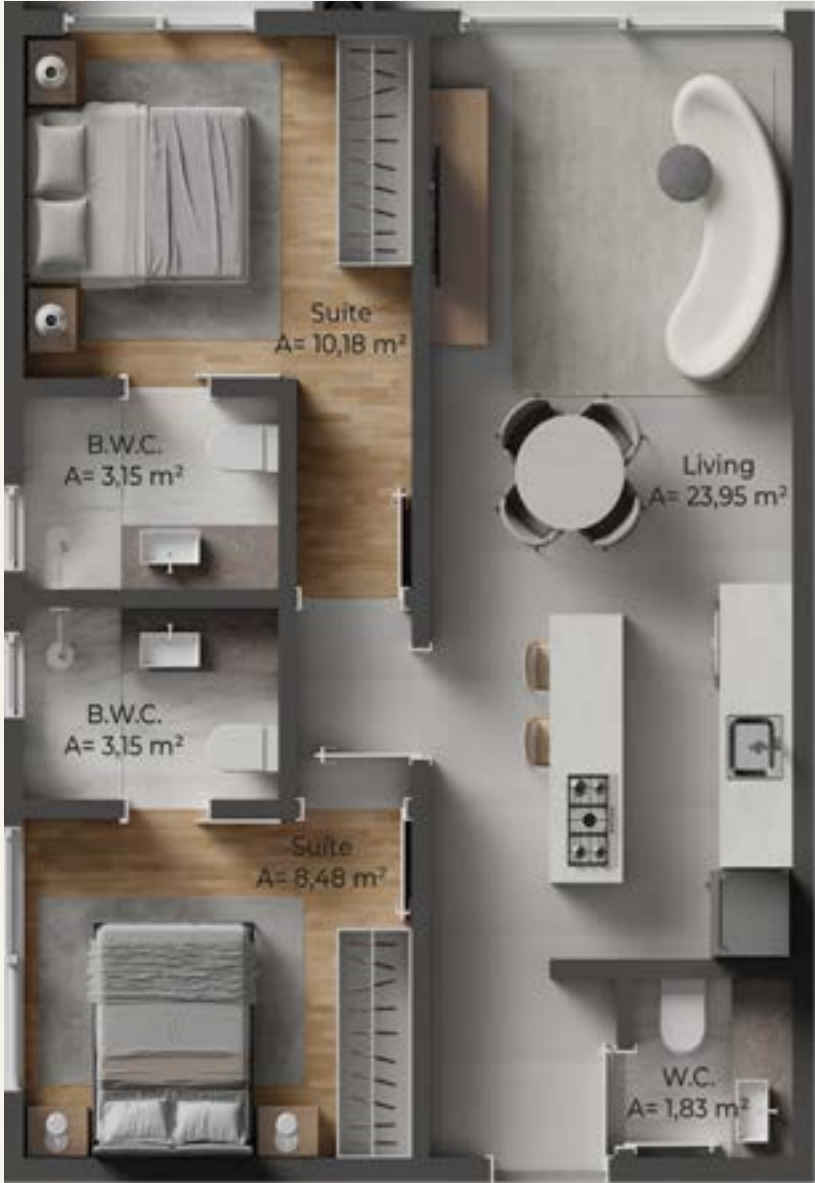 Suite
A= 10,18 m²
B.W.C.
A= 3,15 m²
Living
A= 23,95 m²
B.W.C.
A= 3,15 m²
Suite
A= 8,48 m²
W.C.
A= 1,83 m²